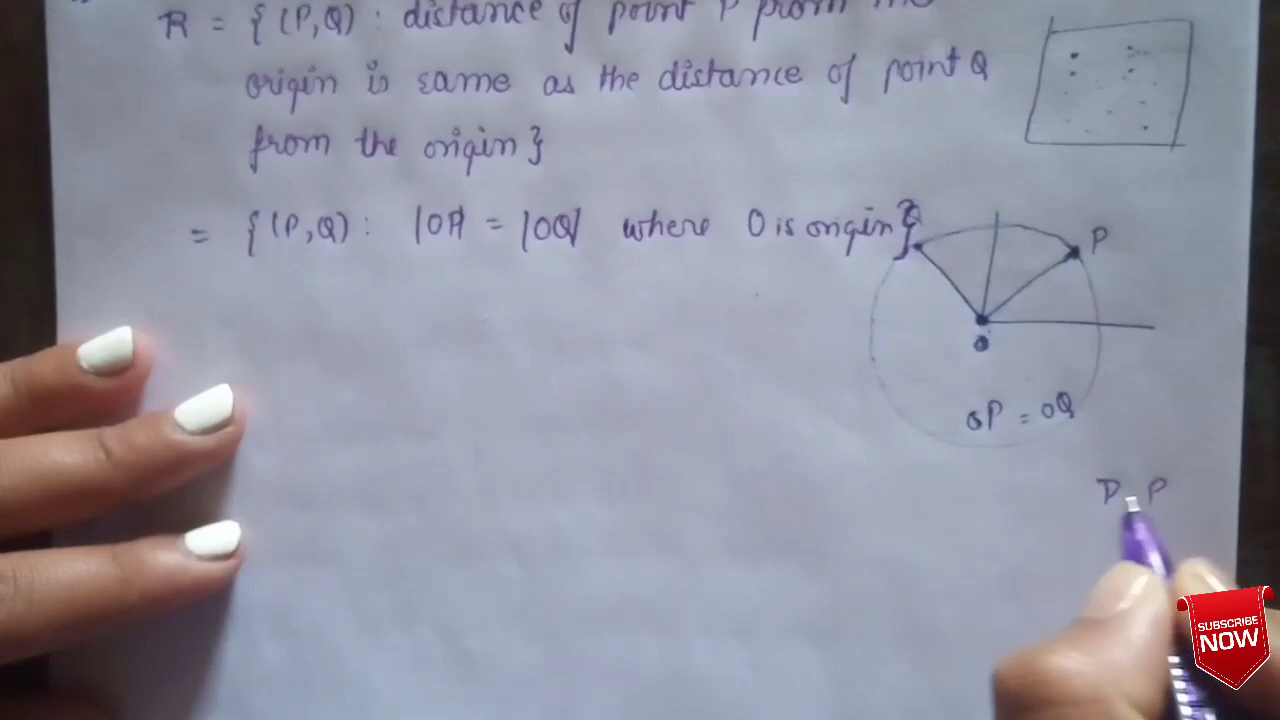 R = { (P,Q) : distance of point P from the
origin is same as the distance of point Q
from the origin }
= { (P,Q) : |OP| = |OQ| where O is origin }
Q
P
O
OP = OQ
P P
SUBSCRIBE
NOW